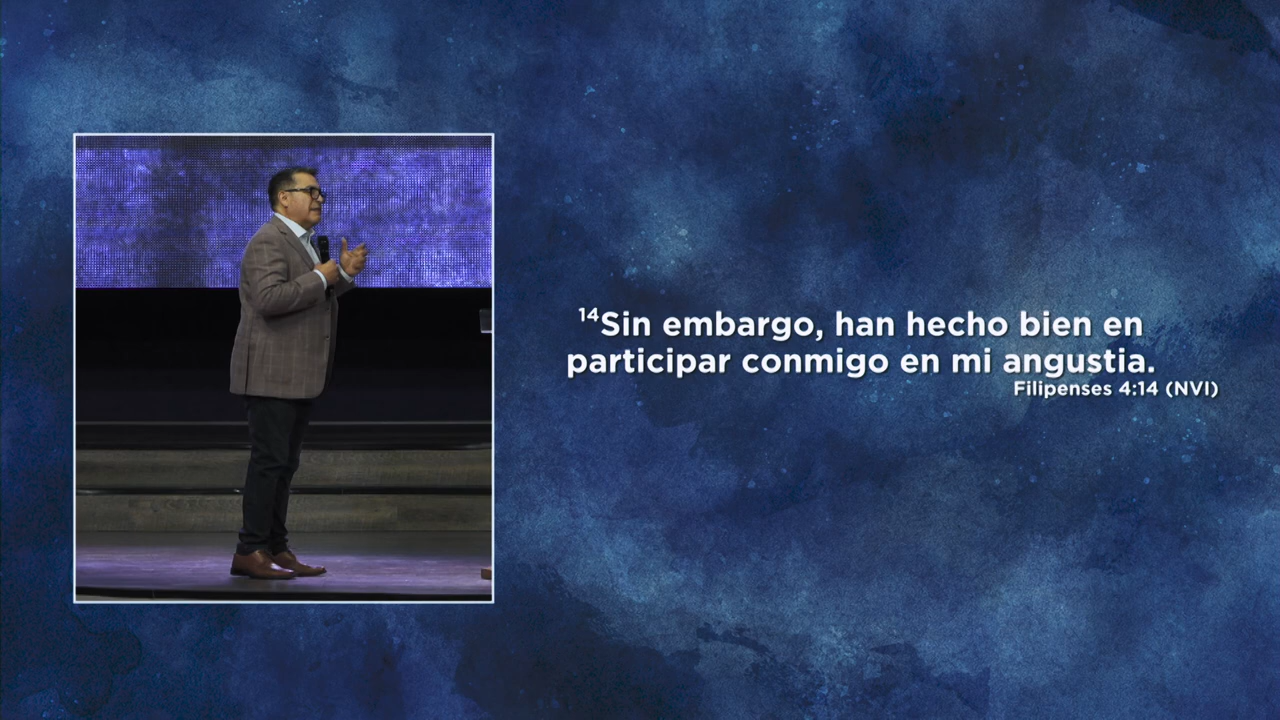 ¹⁴Sin embargo, han hecho bien en
participar conmigo en mi angustia.
Filipenses 4:14 (NVI)